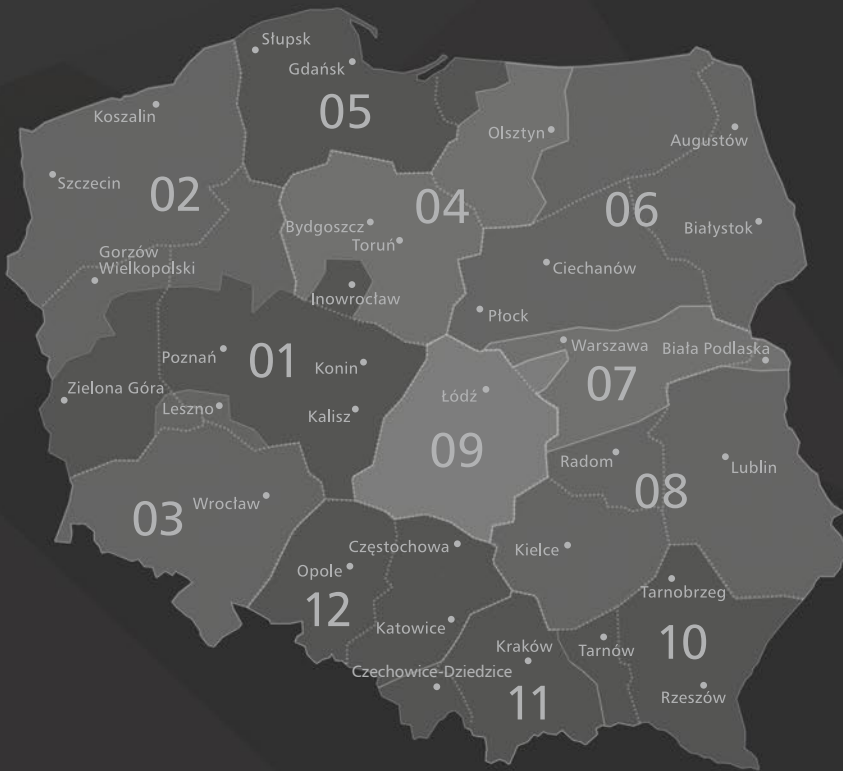 Słupsk
Gdańsk
05
Koszalin
Olsztyn
Augustów
Szczecin
02
04
06
Bydgoszcz
Toruń
Białystok
Gorzów
Wielkopolski
Ciechanów
Inowrocław
Płock
Poznań
01
Konin
Warszawa
Biała Podlaska
07
Zielona Góra
Leszno
Kalisz
Łódź
09
Radom
Lublin
08
03
Wrocław
Częstochowa
Kielce
Opole
12
Tarnobrzeg
Katowice
Kraków
Tarnów
10
Czechowice-Dziedzice
11
Rzeszów